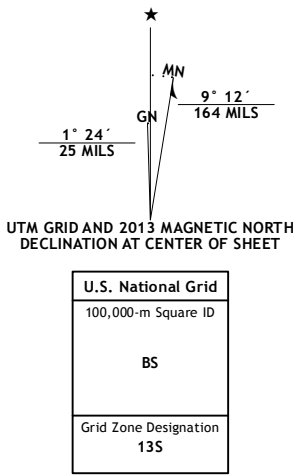 ★
MN
GN
9° 12´
164 MILS
1° 24´
25 MILS
UTM GRID AND 2013 MAGNETIC NORTH
DECLINATION AT CENTER OF SHEET
U.S. National Grid
100,000-m Square ID
BS
Grid Zone Designation
13S